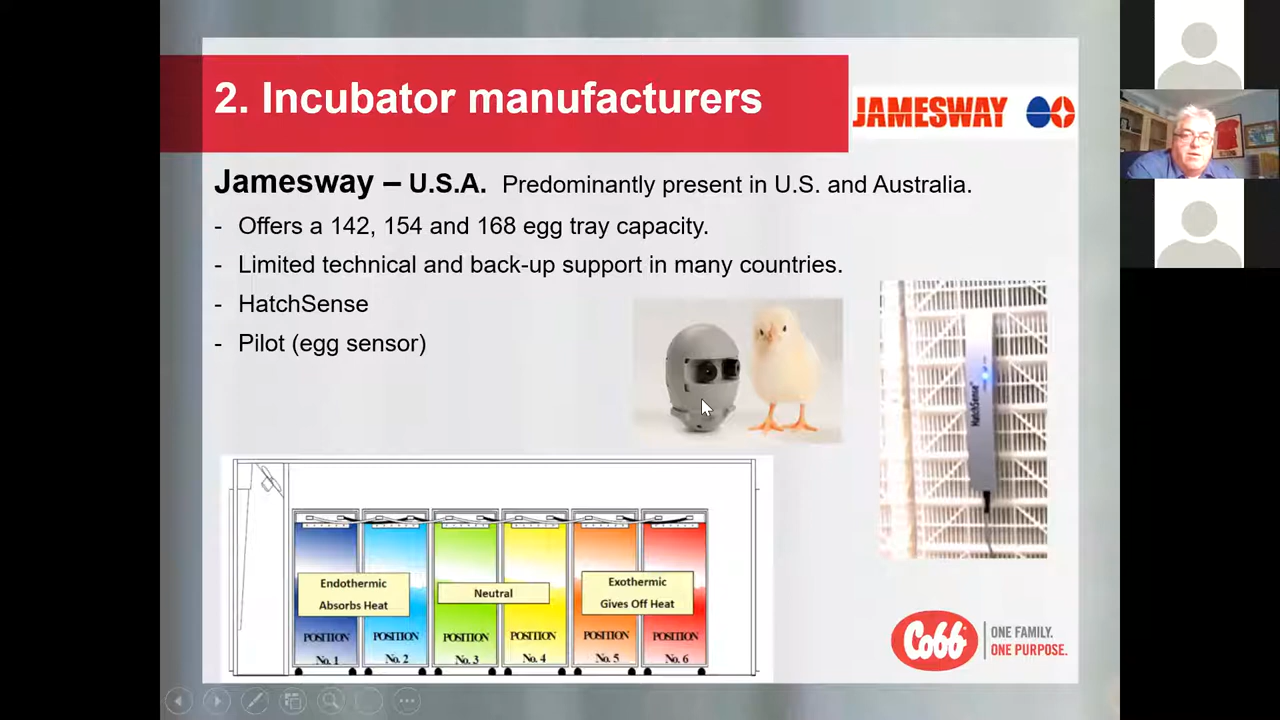 2. Incubator manufacturers
JAMESWAY
Jamesway – U.S.A. Predominantly present in U.S. and Australia.
- Offers a 142, 154 and 168 egg tray capacity.
- Limited technical and back-up support in many countries.
- HatchSense
- Pilot (egg sensor)
HatchSense
Endothermic
Absorbs Heat
Neutral
Exothermic
Gives Off Heat
POSITION
No. 1
POSITION
No. 2
POSITION
No. 3
POSITION
No. 4
POSITION
No. 5
POSITION
No. 6
Cobb
ONE FAMILY.
ONE PURPOSE.